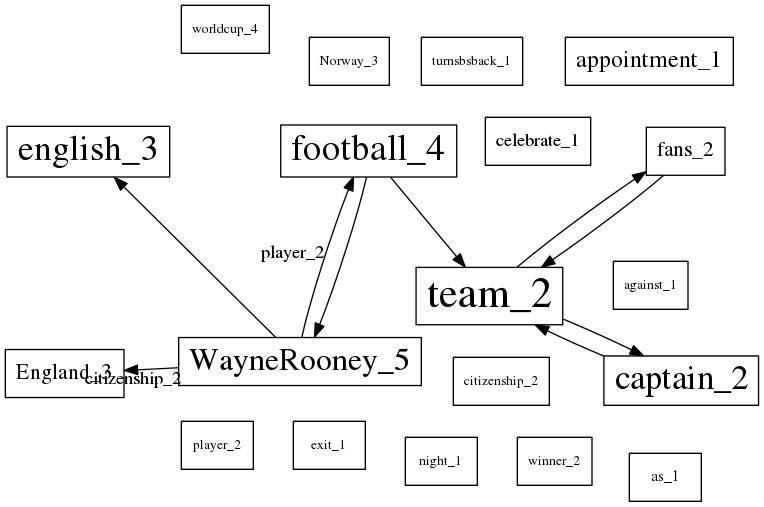 worldcup_4
Norway_3
turnsbsback_1
appointment_1
english_3
football_4
celebrate_1
fans_2
player_2
team_2
against_1
England_3
citizenship_2
WayneRooney_5
citizenship_2
captain_2
player_2
exit_1
night_1
winner_2
as_1